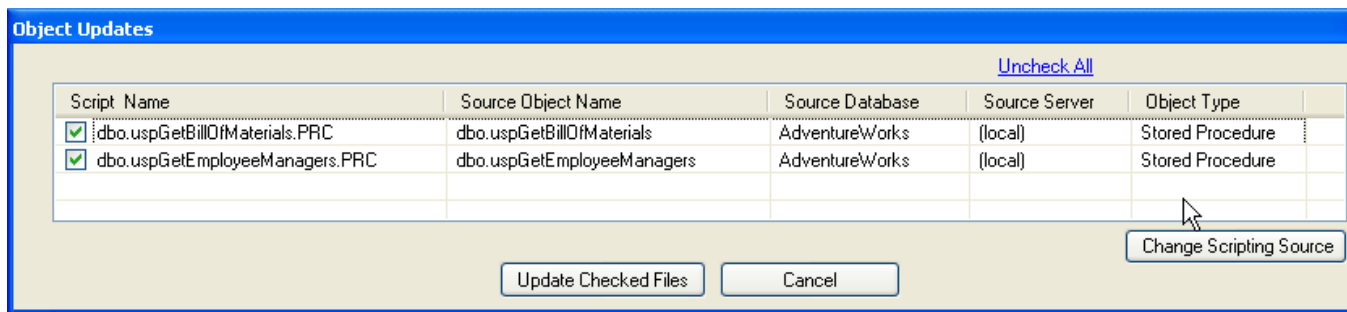 Object Updates
Uncheck All
Script Name Source Object Name Source Database Source Server Object Type
dbo.uspGetBillOfMaterials.PRC dbo.uspGetBillOfMaterials AdventureWorks (local) Stored Procedure
dbo.uspGetEmployeeManagers.PRC dbo.uspGetEmployeeManagers AdventureWorks (local) Stored Procedure
Change Scripting Source
Update Checked Files Cancel